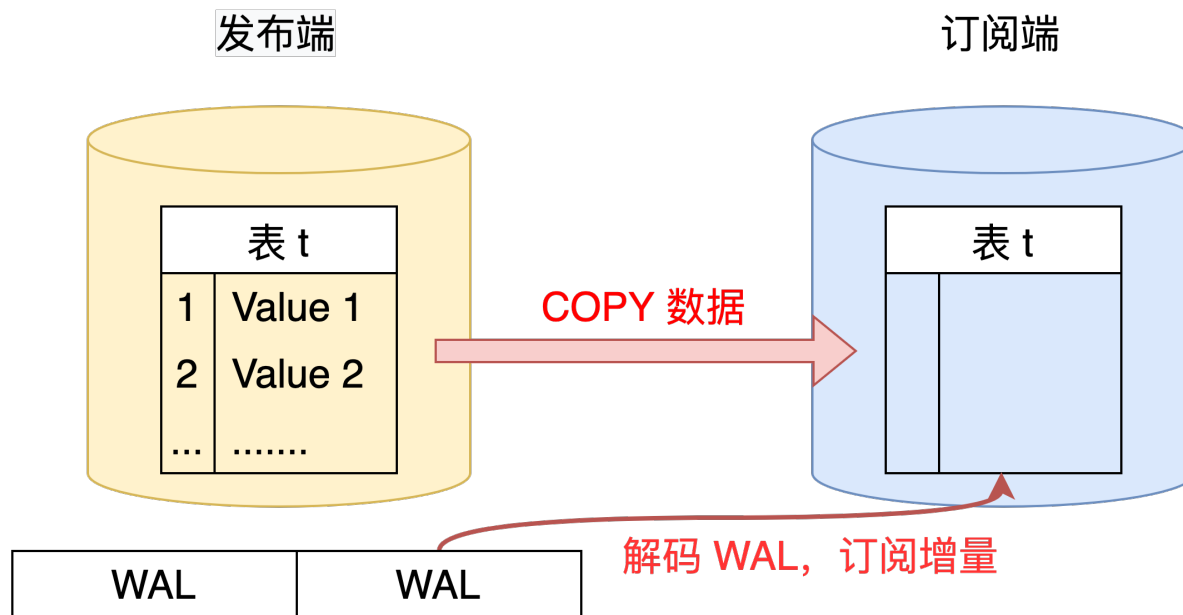 发布端
订阅端
表 t
1 Value 1
2 Value 2
... .......
COPY 数据
表 t
解码 WAL，订阅增量
WAL
WAL